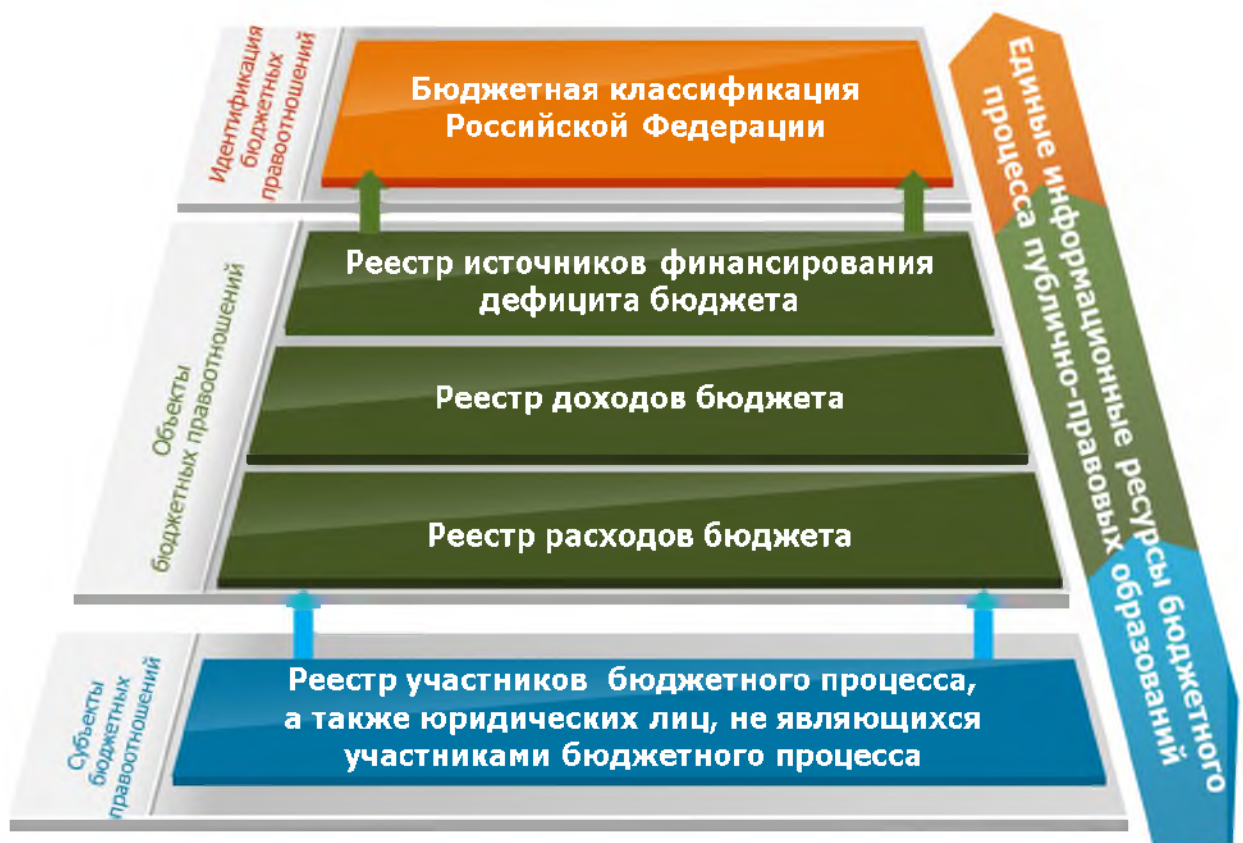 Идентификация
бюджетных
правоотношений
Бюджетная классификация
Российской Федерации
Объекты
бюджетных правоотношений
Реестр источников финансирования
дефицита бюджета
Реестр доходов бюджета
Реестр расходов бюджета
Субъекты
бюджетных
правоотношений
Реестр участников бюджетного процесса,
а также юридических лиц, не являющихся
участниками бюджетного процесса
Единые информационные ресурсы бюджетного
процесса публично-правовых образований